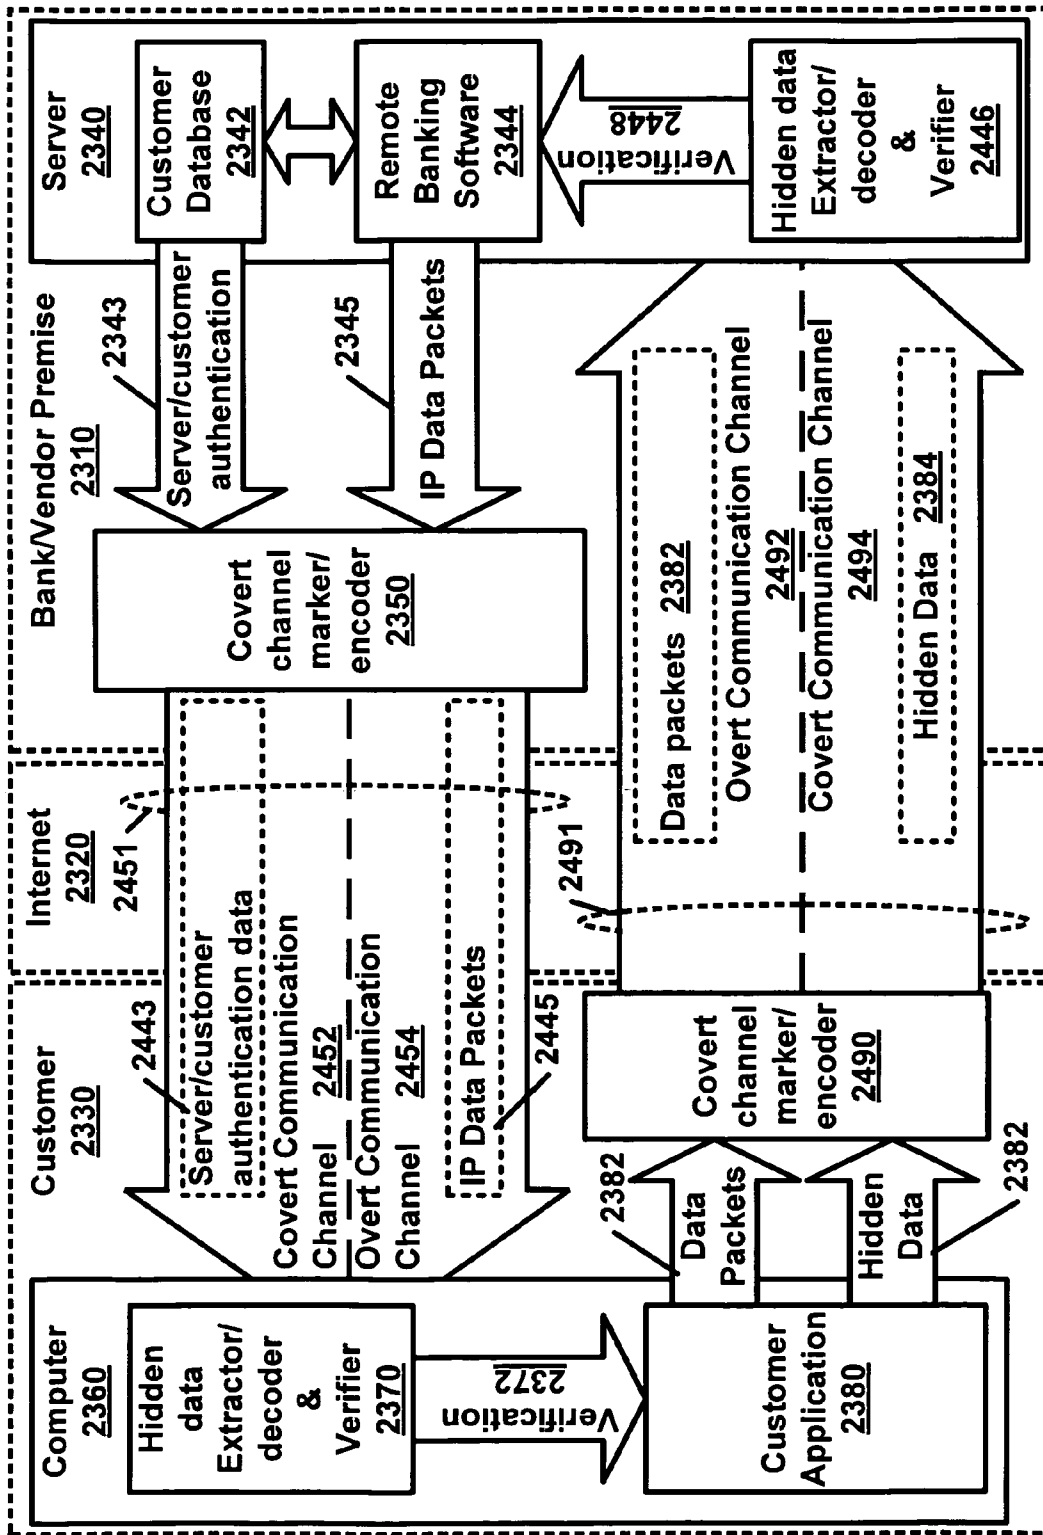 Customer
2330
Internet
2320
Bank/Vendor Premise
2310
Computer
2360
Hidden
data
Extractor/
decoder
&
Verifier
2370
Verification
2372
Customer
Application
2380
2443
Server/customer
authentication data
Covert Communication
Channel 2452
Overt Communication
Channel 2454
IP Data Packets
2445
2451
Covert
channel
marker/
encoder
2350
2343
Server/customer
authentication
2345
IP Data Packets
Server
2340
Customer
Database
2342
Remote
Banking
Software
2344
Verification
2448
Hidden data
Extractor/
decoder
&
Verifier
2446
2382
Data
Packets
Hidden
Data
2382
Covert
channel
marker/
encoder
2490
2491
Data packets 2382
Overt Communication Channel
2492
Covert Communication Channel
2494
Hidden Data 2384